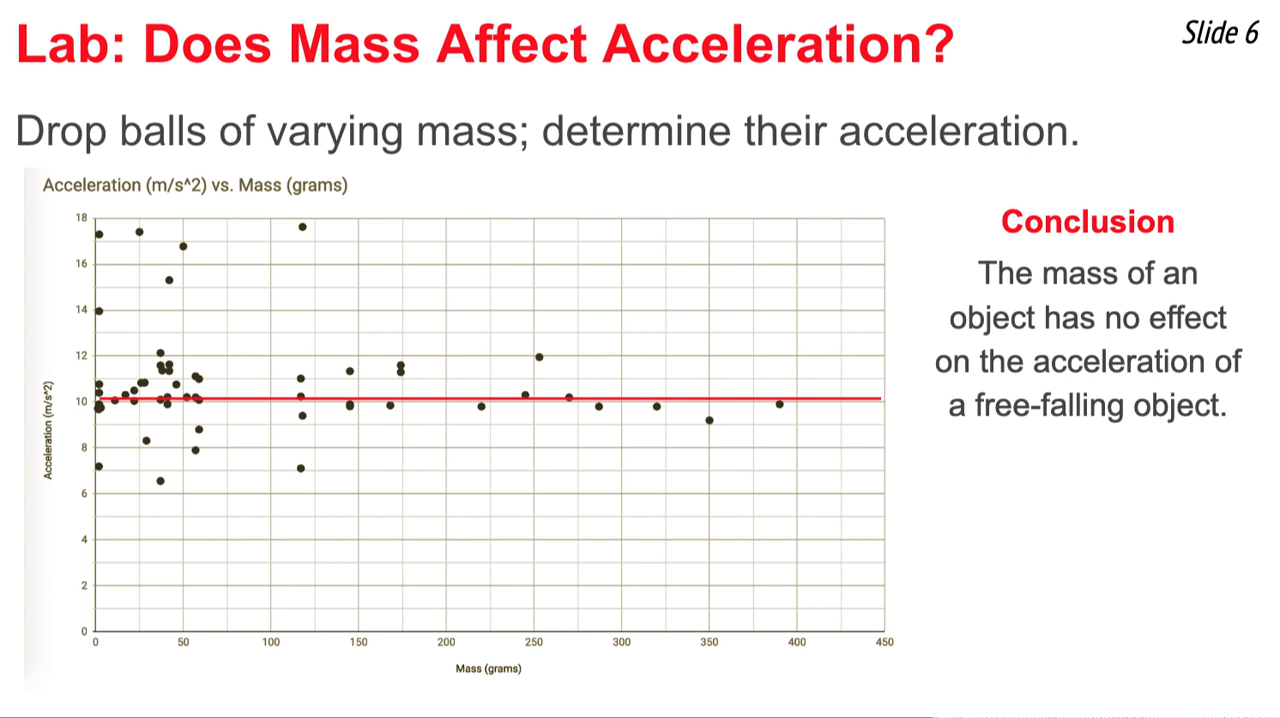 Lab: Does Mass Affect Acceleration?
Slide 6
Drop balls of varying mass; determine their acceleration.
Acceleration (m/s^2) vs. Mass (grams)
18
16
14
12
10
8
6
4
2
0
Acceleration (m/s^2)
0 50 100 150 200 250 300 350 400 450
Mass (grams)
Conclusion
The mass of an
object has no effect
on the acceleration of
a free-falling object.